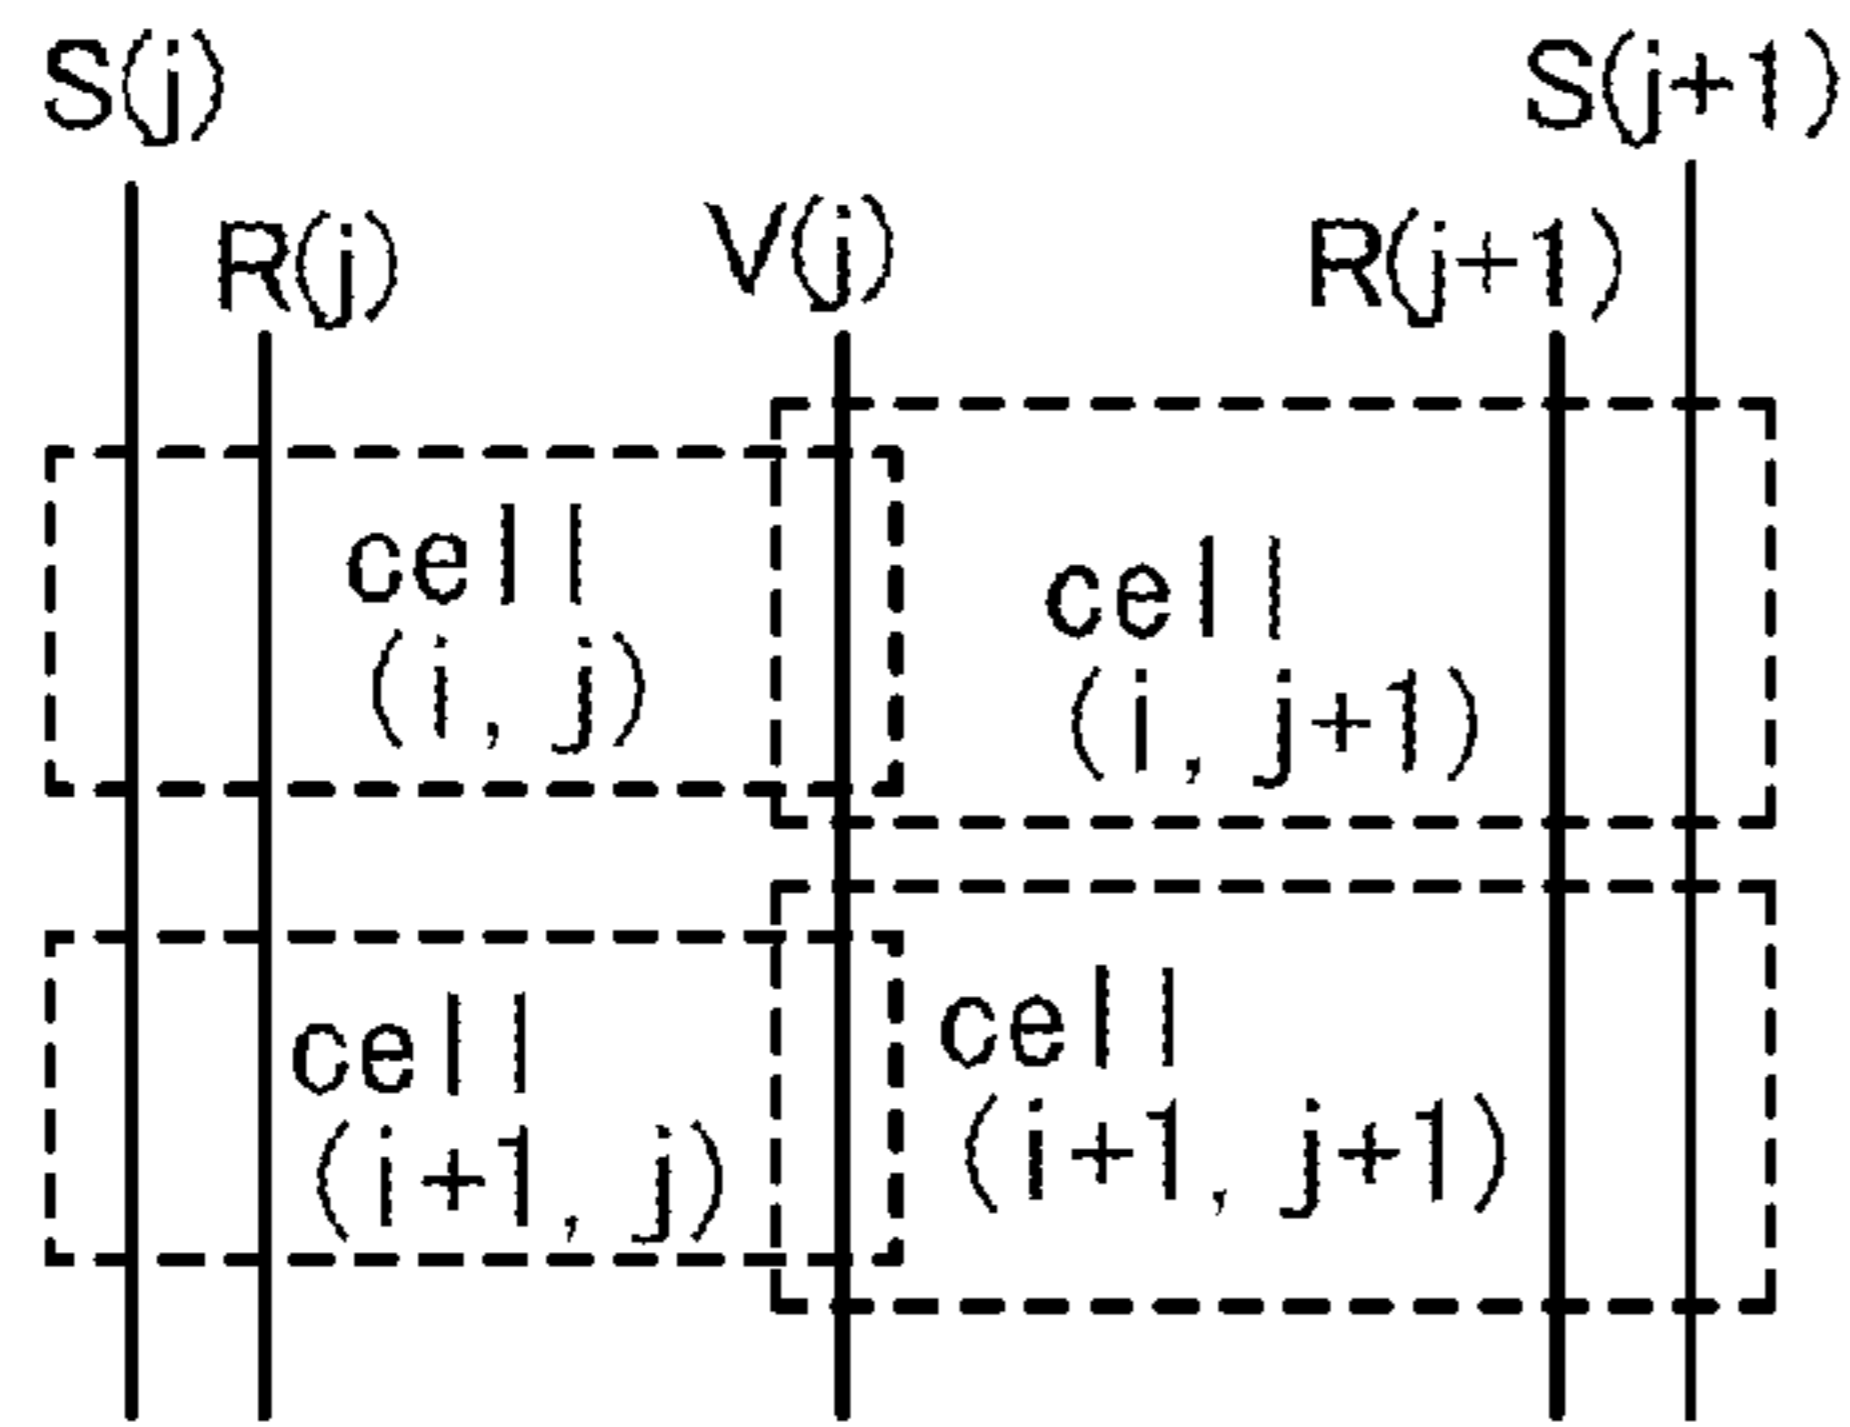 S(j)
S(j+1)
R(j)
V(j)
R(j+1)
cell
(i, j)
cell
(i, j+1)
cell
(i+1, j)
cell
(i+1, j+1)